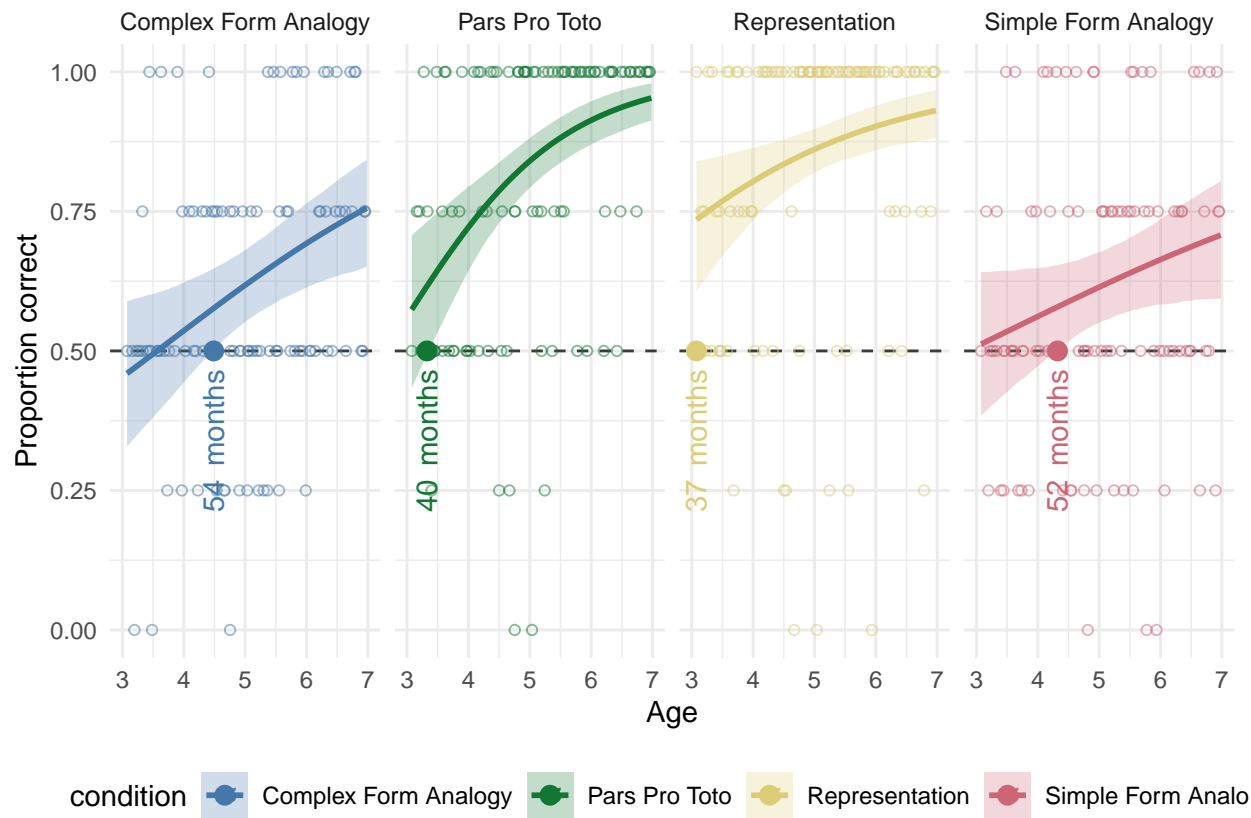 Complex Form Analogy
Pars Pro Toto
Representation
Simple Form Analogy
Proportion correct
1.00
0.75
0.50
0.25
0.00
54 months
40 months
37 months
52 months
3 4 5 6 7
3 4 5 6 7
3 4 5 6 7
3 4 5 6 7
Age
condition Complex Form Analogy Pars Pro Toto Representation Simple Form Analo